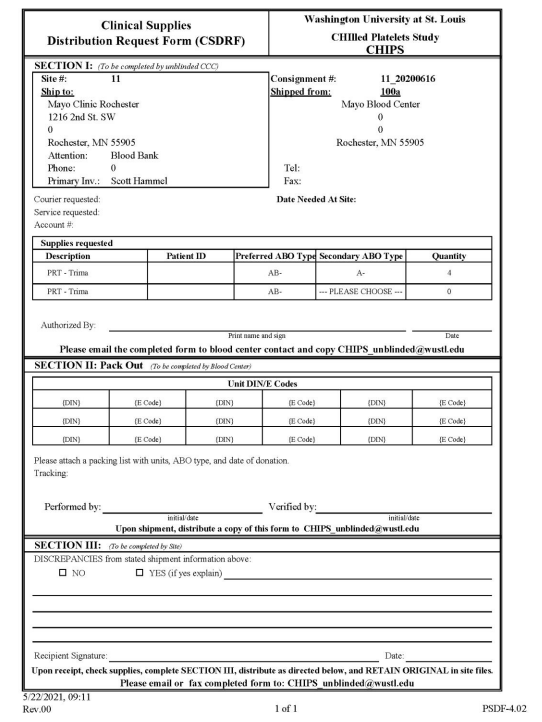 Clinical Supplies
Distribution Request Form (CSDRF)
Washington University at St. Louis
CHIlled Platelets Study
CHIPS
SECTION I: (To be completed by unblinded CCC)
Site #: 11
Ship to:
Mayo Clinic Rochester
1216 2nd St. SW
0
Rochester, MN 55905
Attention: Blood Bank
Phone: 0
Primary Inv.: Scott Hammel
Consignment #: 11_20200616
Shipped from: 100a
Mayo Blood Center
0
0
Rochester, MN 55905
Tel:
Fax:
Courier requested:
Service requested:
Account #:
Date Needed At Site:
Supplies requested
Description Patient ID Preferred ABO Type Secondary ABO Type Quantity
PRT - Trima AB- A- 4
PRT - Trima AB- --- PLEASE CHOOSE --- 0
Authorized By:
Print name and sign Date
Please email the completed form to blood center contact and copy CHIPS_unblinded@wustl.edu
SECTION II: Pack Out (To be completed by Blood Center)
Unit DIN/E Codes
{DIN} {E Code} {DIN} {E Code} {DIN} {E Code}
{DIN} {E Code} {DIN} {E Code} {DIN} {E Code}
{DIN} {E Code} {DIN} {E Code} {DIN} {E Code}
Please attach a packing list with units, ABO type, and date of donation.
Tracking:
Performed by: Verified by:
initial/date initial/date
Upon shipment, distribute a copy of this form to CHIPS_unblinded@wustl.edu
SECTION III: (To be completed by Site)
DISCREPANCIES from stated shipment information above:
☐ NO ☐ YES (if yes explain)
Recipient Signature: Date:
Upon receipt, check supplies, complete SECTION III, distribute as directed below, and RETAIN ORIGINAL in site files.
Please email or fax completed form to: CHIPS_unblinded@wustl.edu
5/22/2021, 09:11
Rev.00 1 of 1 PSDF-4.02